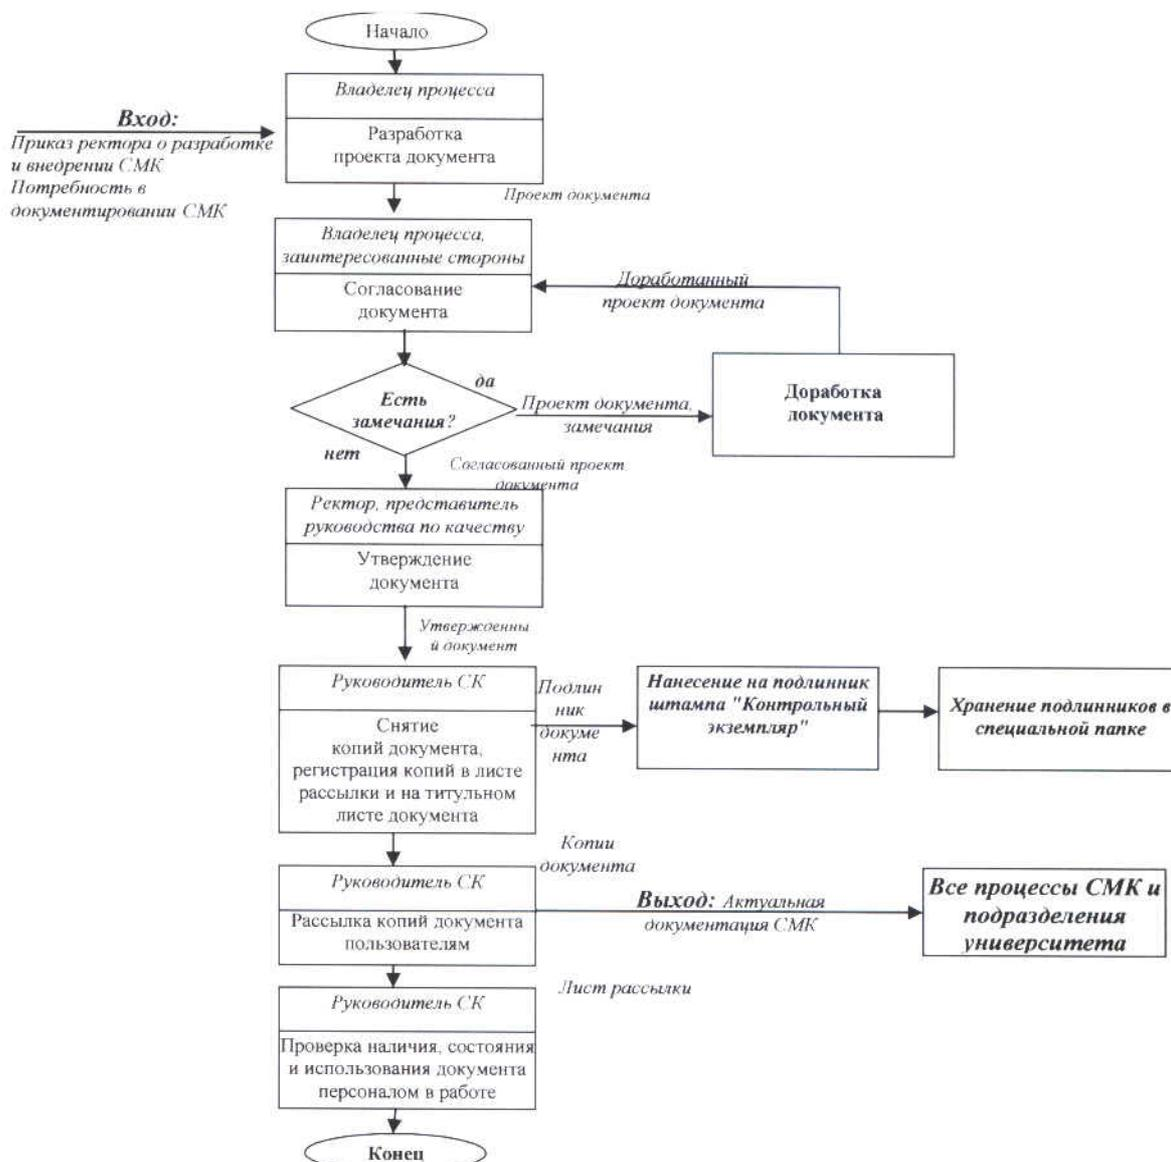 Начало
Владелец процесса
Разработка
проекта документа
Вход:
Приказ ректора о разработке
и внедрении СМК
Потребность в
документировании СМК
Проект документа
Владелец процесса,
заинтересованные стороны
Согласование
документа
Доработанный
проект документа
Есть
замечания?
да
Проект документа,
замечания
Доработка
документа
нет
Согласованный проект
документа
Ректор, представитель
руководства по качеству
Утверждение
документа
Утвержденны
й документ
Руководитель СК
Снятие
копий документа,
регистрация копий в листе
рассылки и на титульном
листе документа
Подлин
ник
докуме
нта
Нанесение на подлинник
штампа "Контрольный
экземпляр"
Хранение подлинников в
специальной папке
Копии
документа
Руководитель СК
Рассылка копий документа
пользователям
Выход: Актуальная
документация СМК
Все процессы СМК и
подразделения
университета
Лист рассылки
Руководитель СК
Проверка наличия, состояния
и использования документа
персоналом в работе
Конец